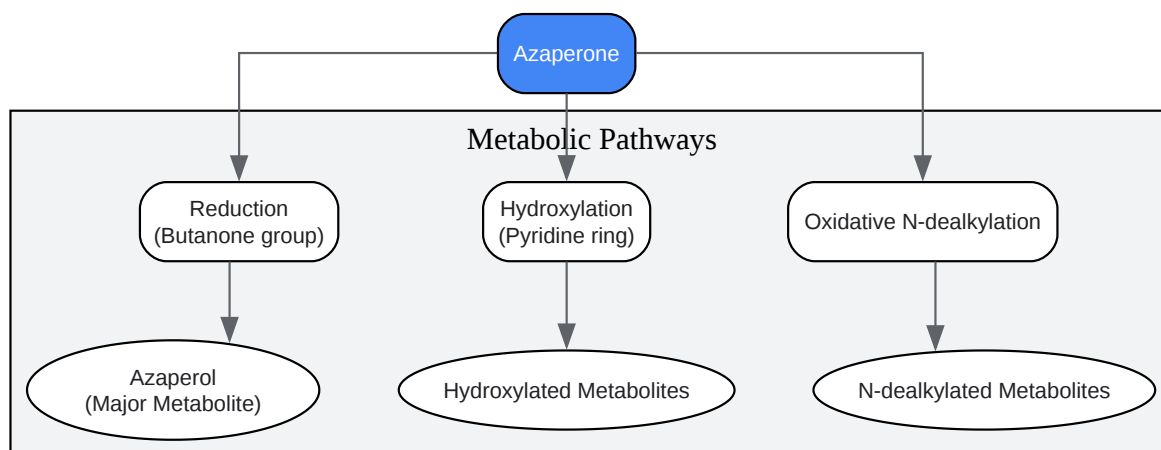 Azaperone
Metabolic Pathways
Reduction
(Butanone group)
Hydroxylation
(Pyridine ring)
Oxidative N-dealkylation
Azaperol
(Major Metabolite)
Hydroxylated Metabolites
N-dealkylated Metabolites